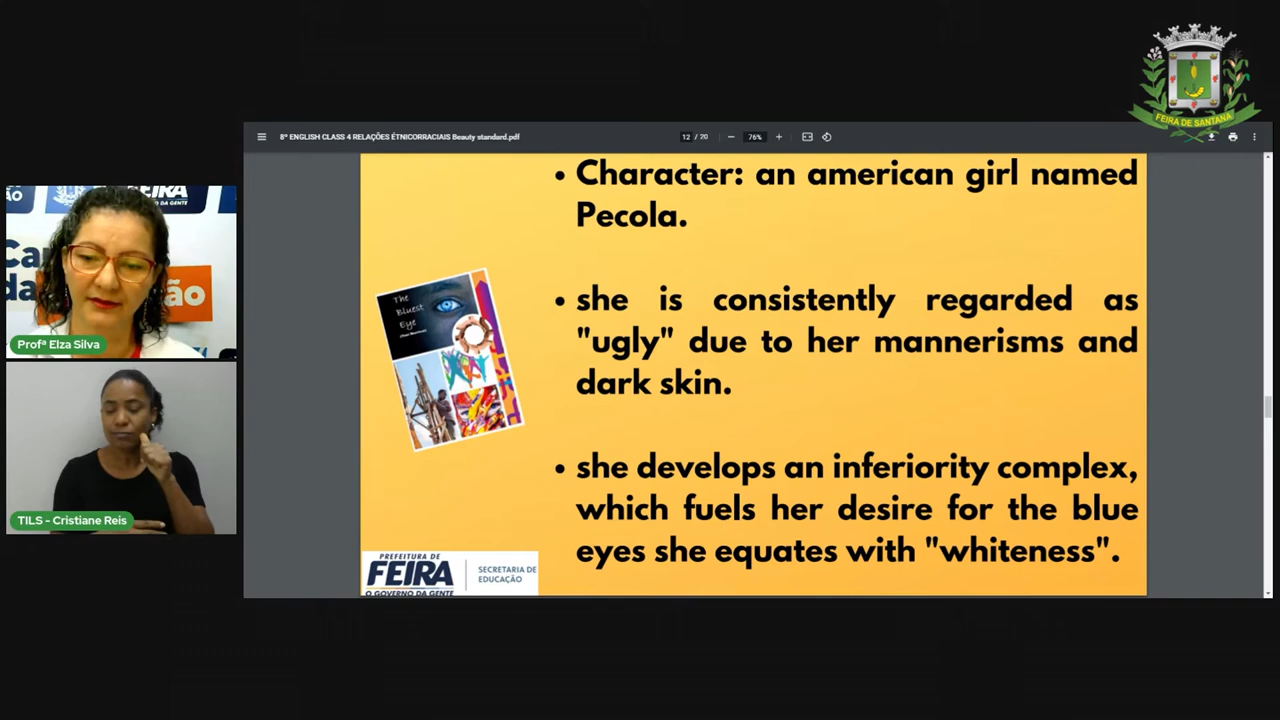 FEIRA DE SANTANA
8º ENGLISH CLASS 4 RELAÇÕES ÉTNICORRACIAIS Beauty standard.pdf
12 / 20
76%
• Character: an american girl named
Pecola.
• she is consistently regarded as
"ugly" due to her mannerisms and
dark skin.
• she develops an inferiority complex,
which fuels her desire for the blue
eyes she equates with "whiteness".
The
Bluest
Eye
PREFEITURA DE
FEIRA
O GOVERNO DA GENTE
SECRETARIA DE
EDUCAÇÃO
Profª Elza Silva
TILS - Cristiane Reis